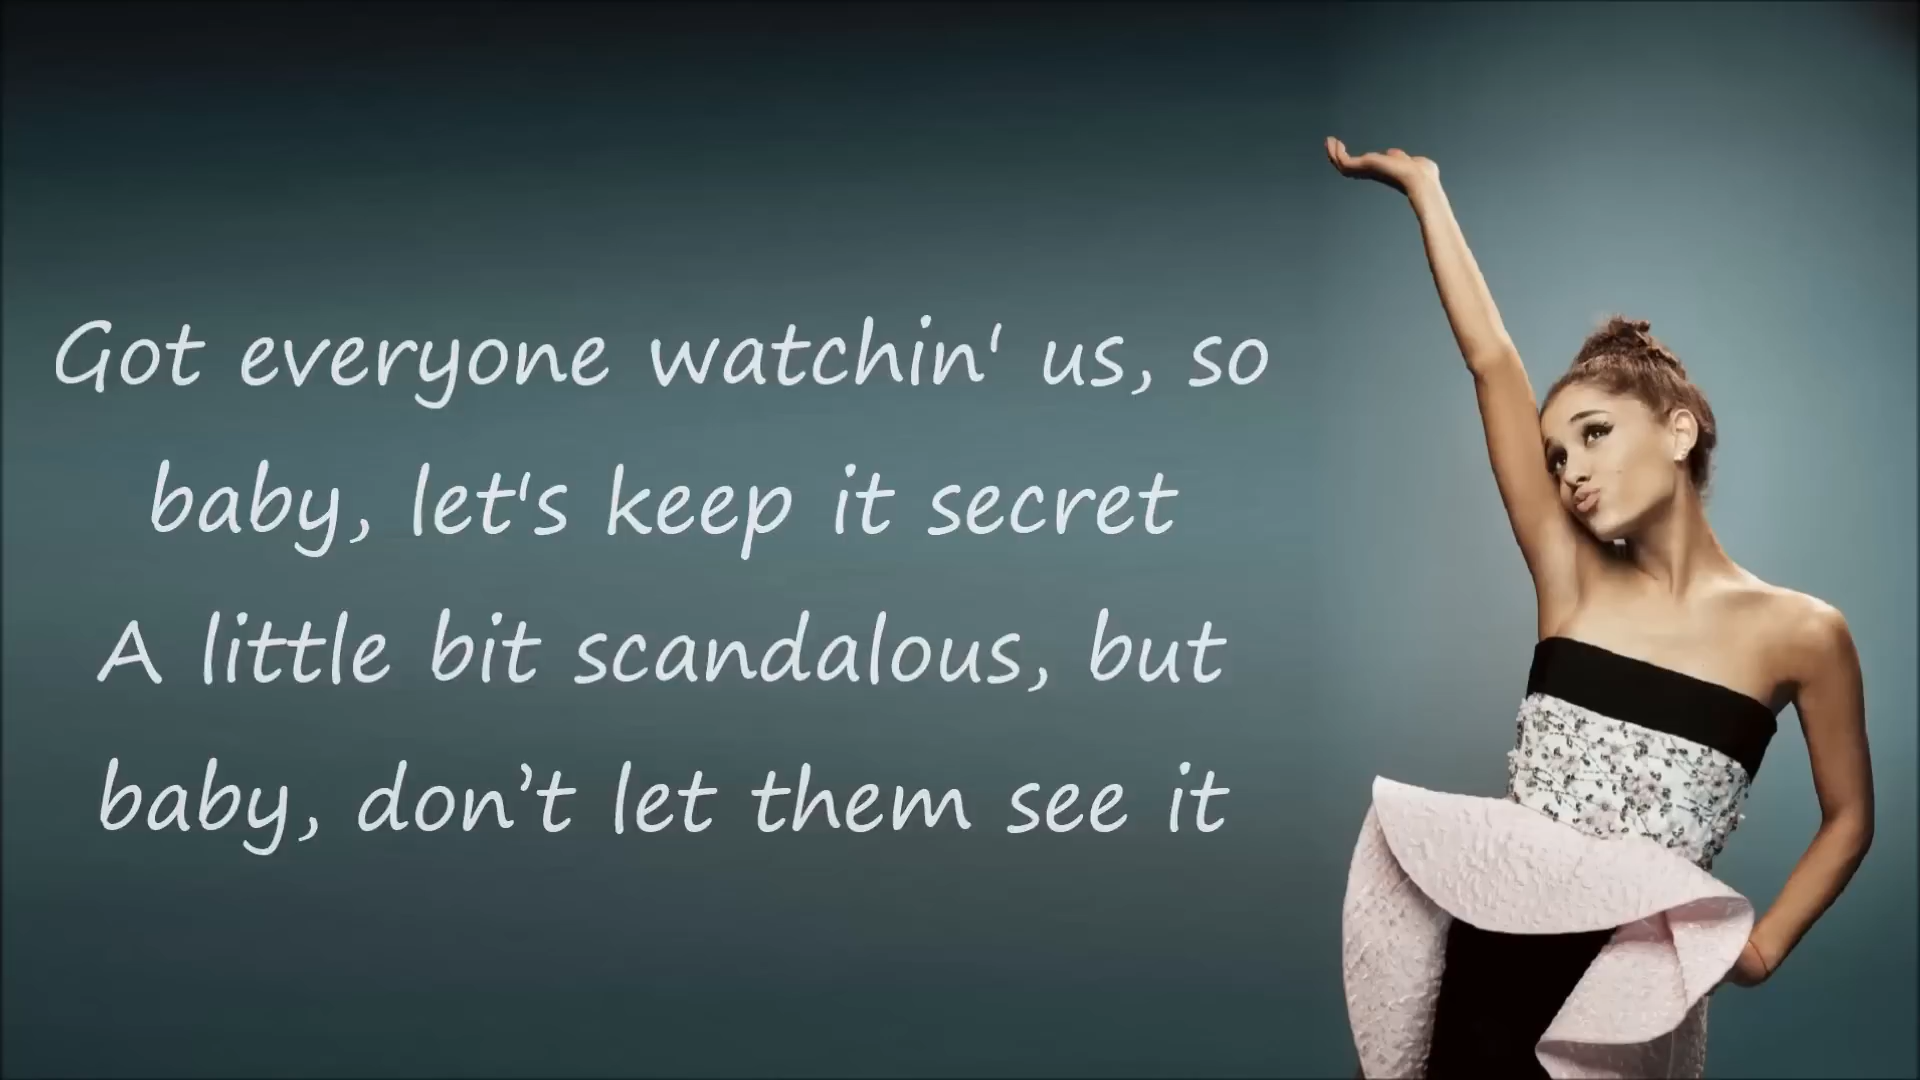 Got everyone watchin' us, so
baby, let's keep it secret
A little bit scandalous, but
baby, don’t let them see it